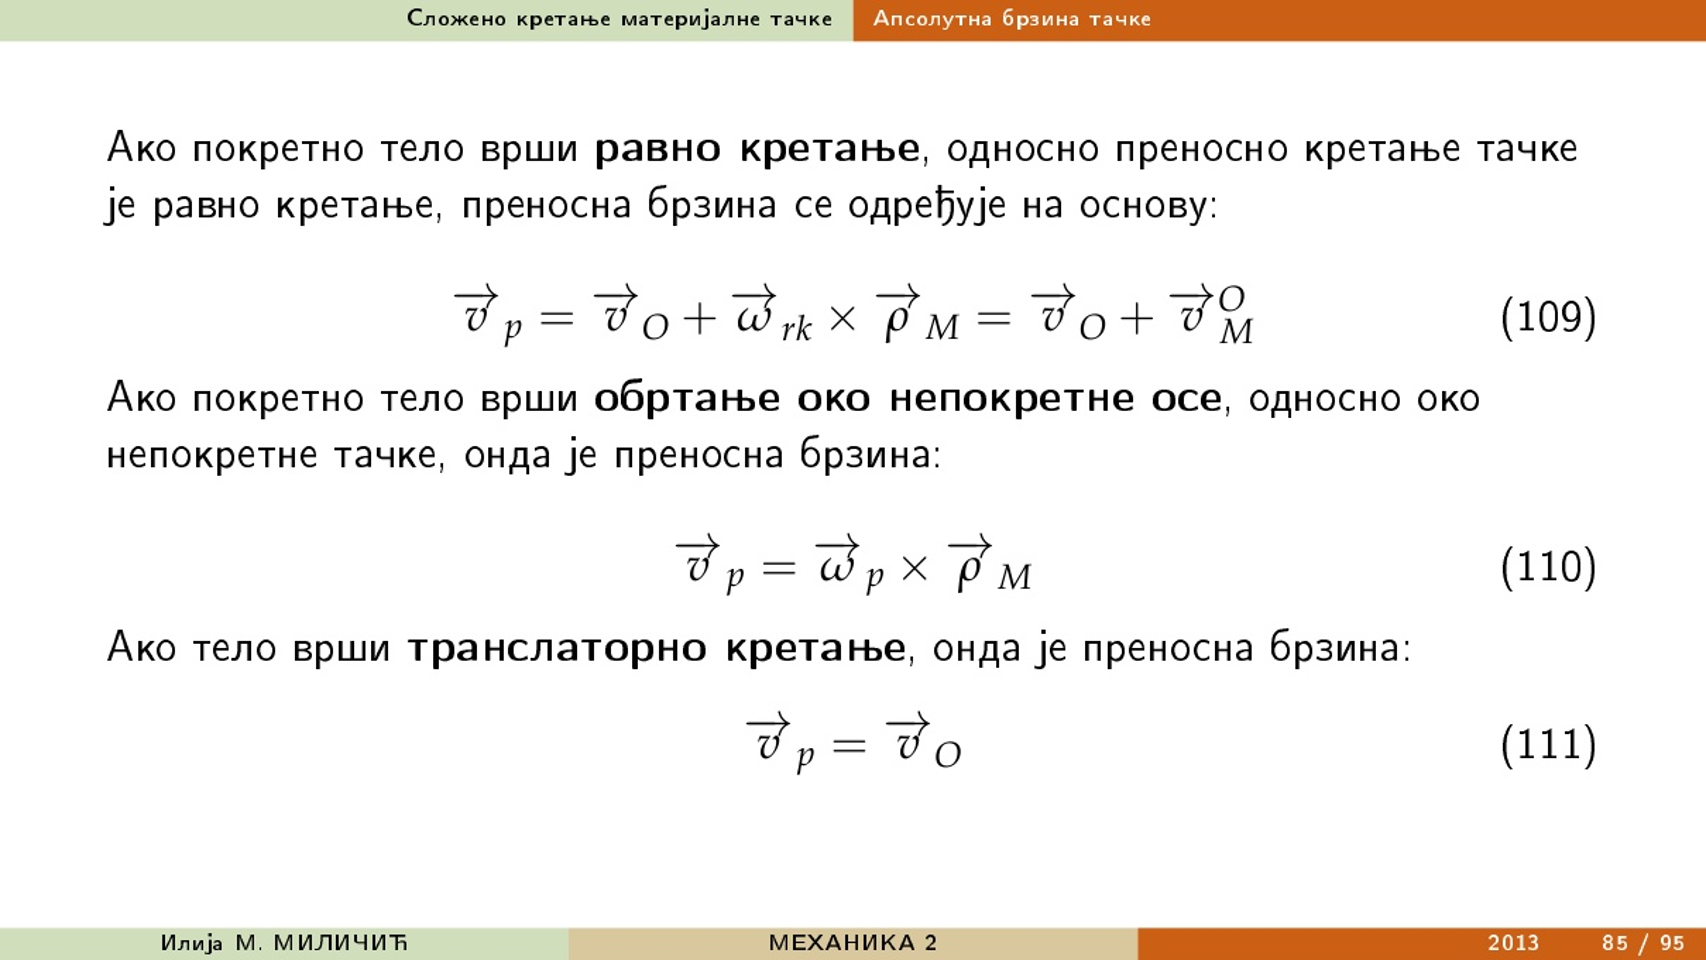 Сложено кретање материјалне тачке Апсолутна брзина тачке
Ако покретно тело врши равно кретање, односно преносно кретање тачке
је равно кретање, преносна брзина се одређује на основу:
$\overrightarrow{v}_p = \overrightarrow{v}_O + \overrightarrow{\omega}_{rk} \times \overrightarrow{\rho}_M = \overrightarrow{v}_O + \overrightarrow{v}_M^O$ (109)
Ако покретно тело врши обртање око непокретне осе, односно око
непокретне тачке, онда је преносна брзина:
$\overrightarrow{v}_p = \overrightarrow{\omega}_p \times \overrightarrow{\rho}_M$ (110)
Ако тело врши транслаторно кретање, онда је преносна брзина:
$\overrightarrow{v}_p = \overrightarrow{v}_O$ (111)
Илија М. МИЛИЧИЋ МЕХАНИКА 2 2013 85 / 95